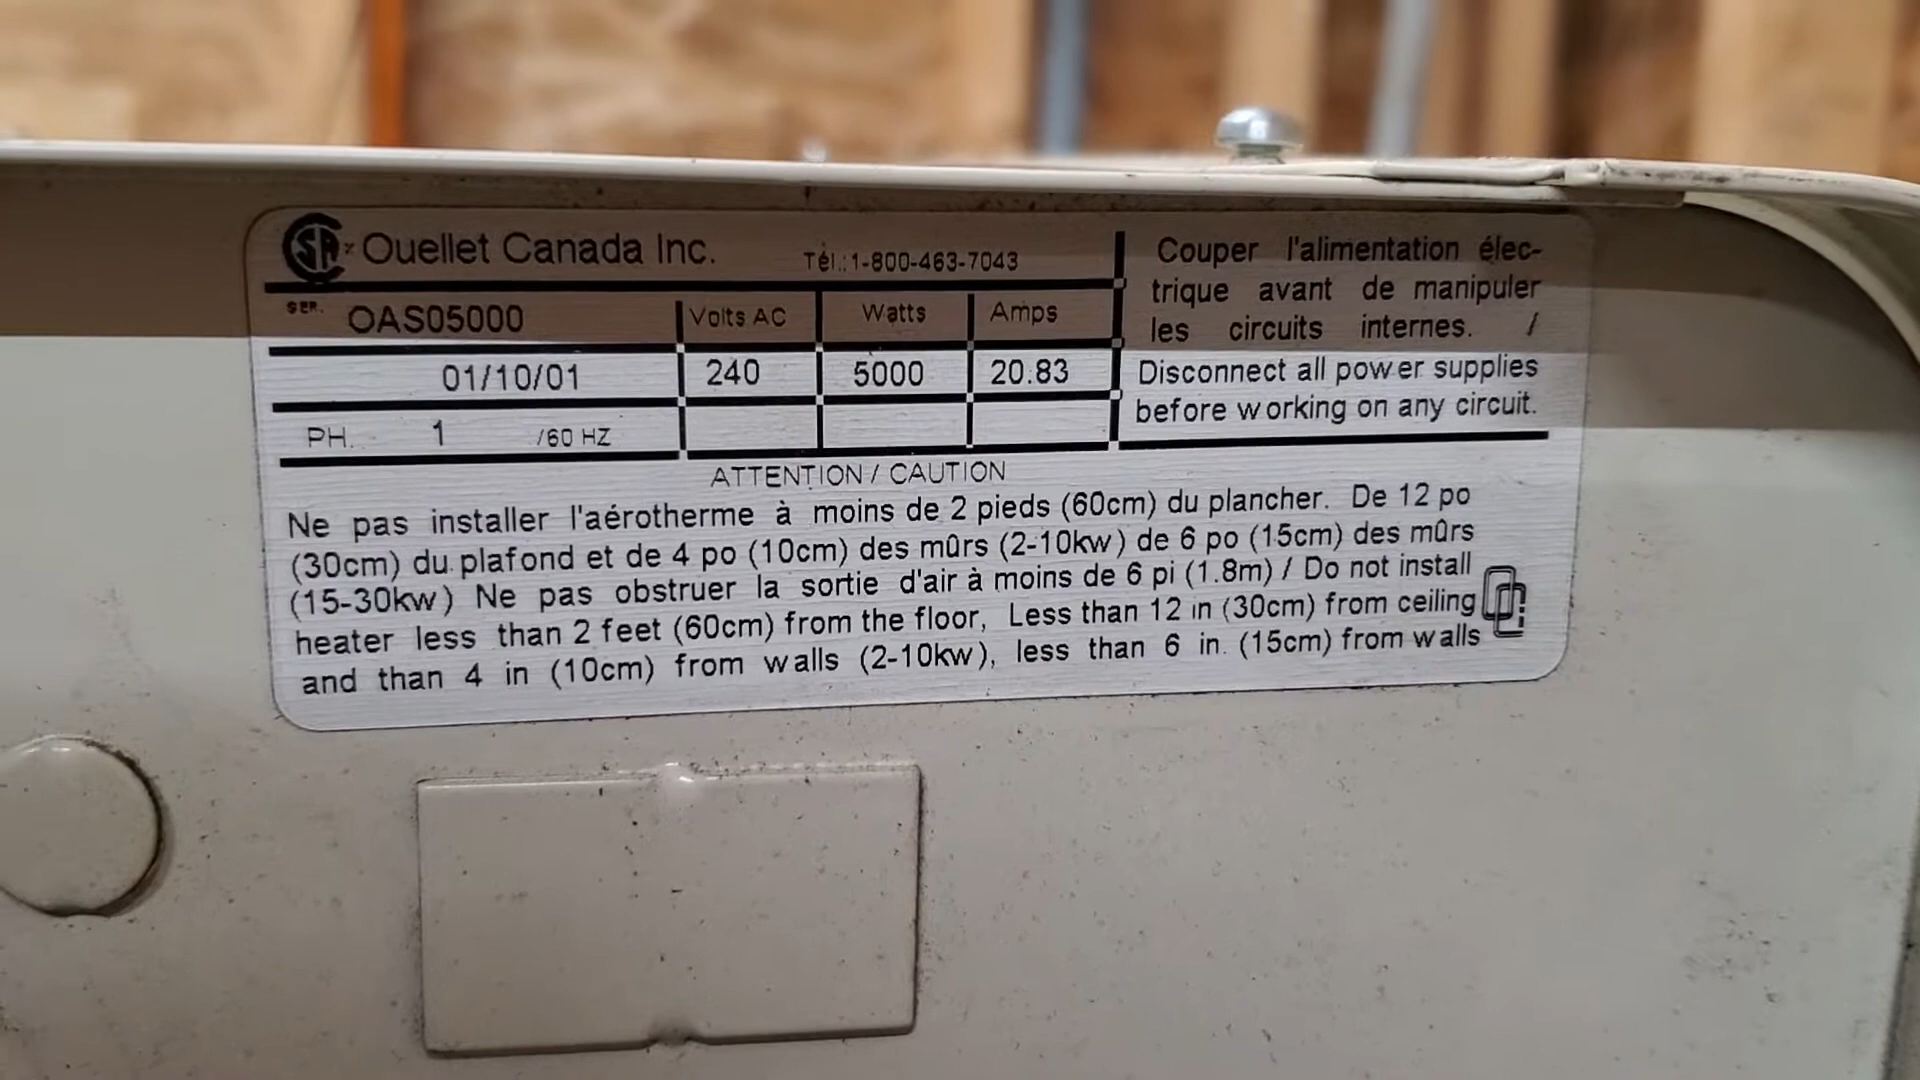 SA Ouellet Canada Inc. Tél.:1-800-463-7043
SER. OAS05000 Volts AC Watts Amps
01/10/01 240 5000 20.83
PH. 1 /60 HZ
Couper l'alimentation élec-
trique avant de manipuler
les circuits internes. /
Disconnect all power supplies
before working on any circuit.
ATTENTION / CAUTION
Ne pas installer l'aérotherme à moins de 2 pieds (60cm) du plancher. De 12 po
(30cm) du plafond et de 4 po (10cm) des mûrs (2-10kw) de 6 po (15cm) des mûrs
(15-30kw) Ne pas obstruer la sortie d'air à moins de 6 pi (1.8m) / Do not install
heater less than 2 feet (60cm) from the floor, Less than 12 in (30cm) from ceiling
and than 4 in (10cm) from walls (2-10kw), less than 6 in. (15cm) from walls